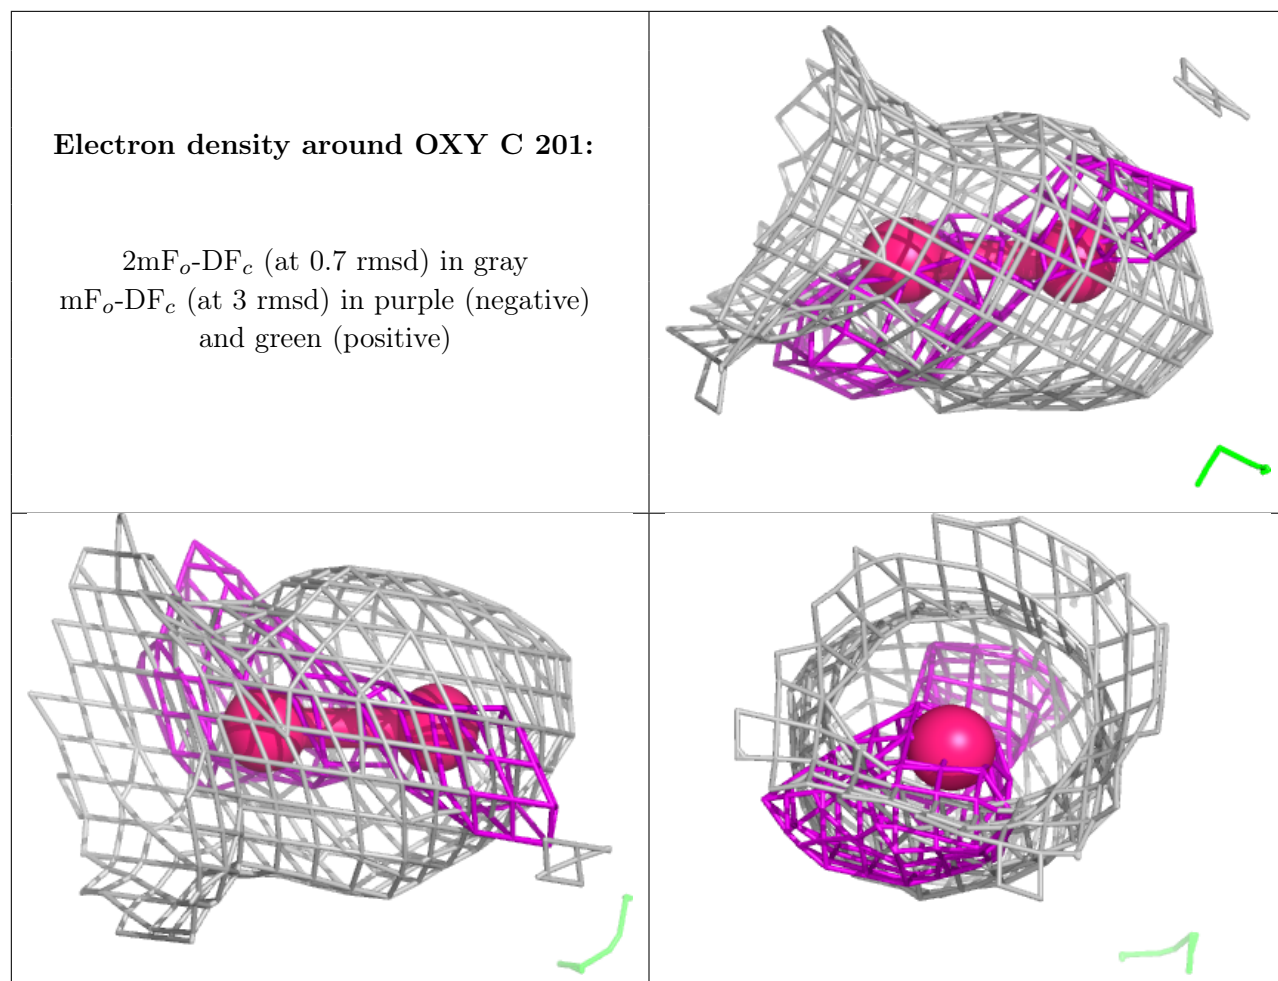 Electron density around OXY C 201:
2mFₒ-DF𝒸 (at 0.7 rmsd) in gray
mFₒ-DF𝒸 (at 3 rmsd) in purple (negative)
and green (positive)